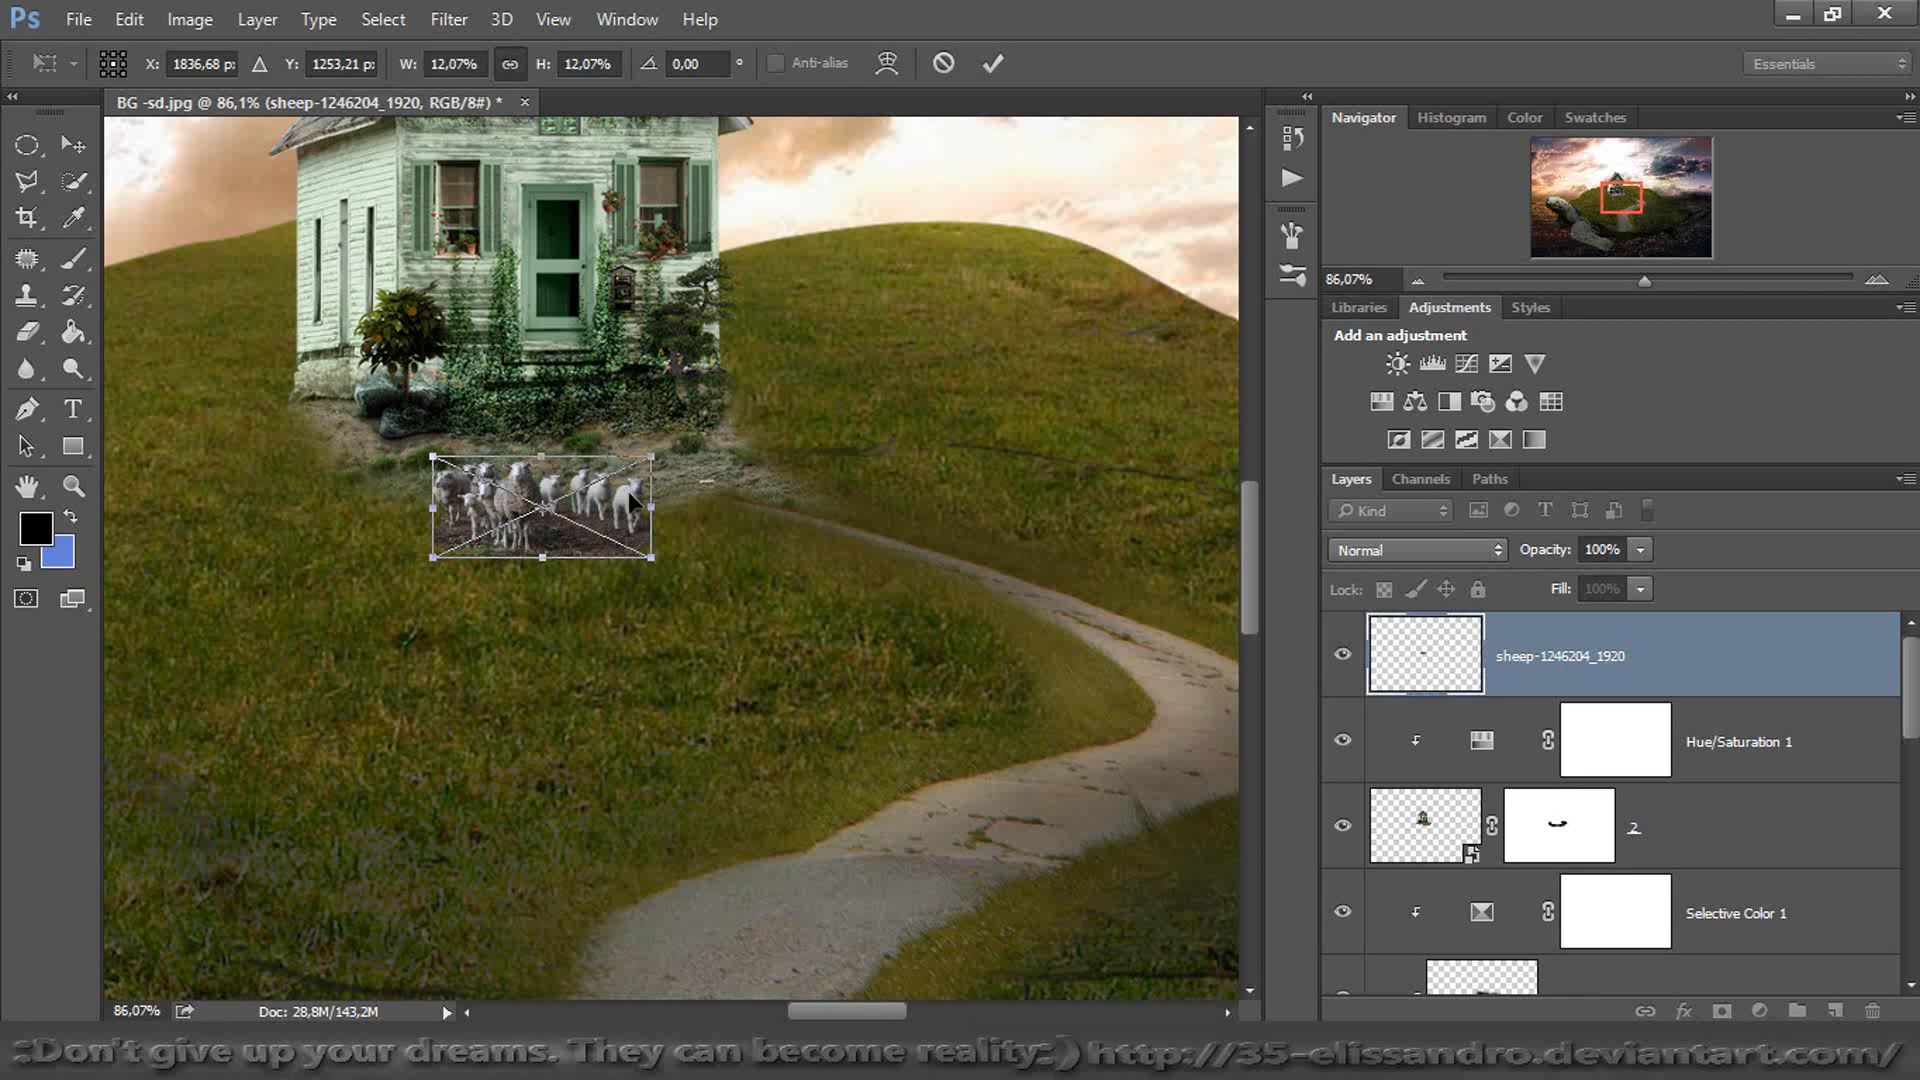 Ps File Edit Image Layer Type Select Filter 3D View Window Help
X: 1836,68 p: Y: 1253,21 p: W: 12,07% H: 12,07% 0,00 ° Anti-alias Essentials
BG -sd.jpg @ 86,1% (sheep-1246204_1920, RGB/8#) * ×
Navigator Histogram Color Swatches
86,07%
Libraries Adjustments Styles
Add an adjustment
Layers Channels Paths
Kind
Normal Opacity: 100%
Lock: Fill: 100%
sheep-1246204_1920
Hue/Saturation 1
2
Selective Color 1
86,07% Doc: 28,8M/143,2M
:Don't give up your dreams. They can become reality:) http://35-elissandro.deviantart.com/